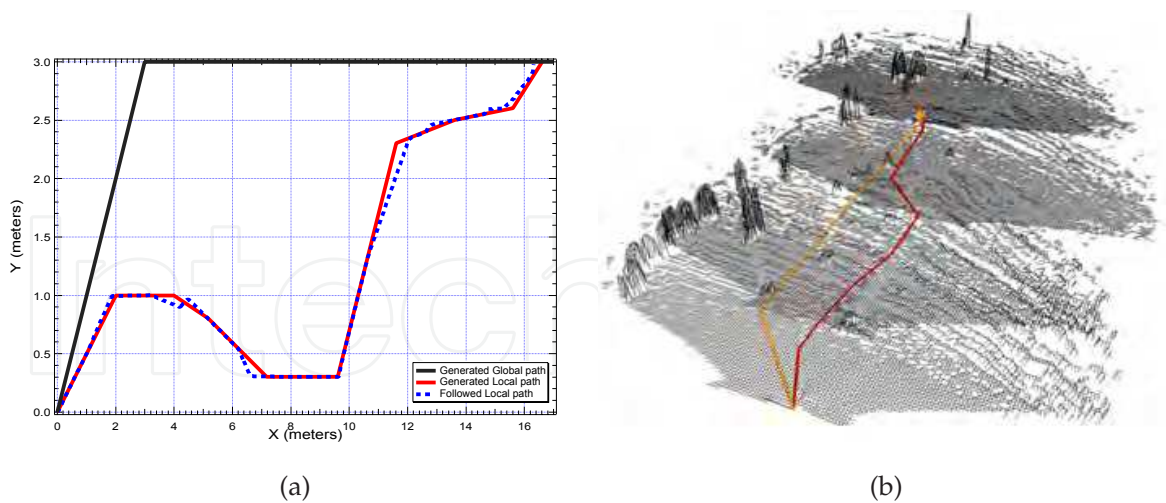 3.0
2.5
2.0
1.5
1.0
0.5
0.0
Y (meters)
0 2 4 6 8 10 12 14 16
X (meters)
Generated Global path
Generated Local path
Followed Local path
ntech
(a)
(b)